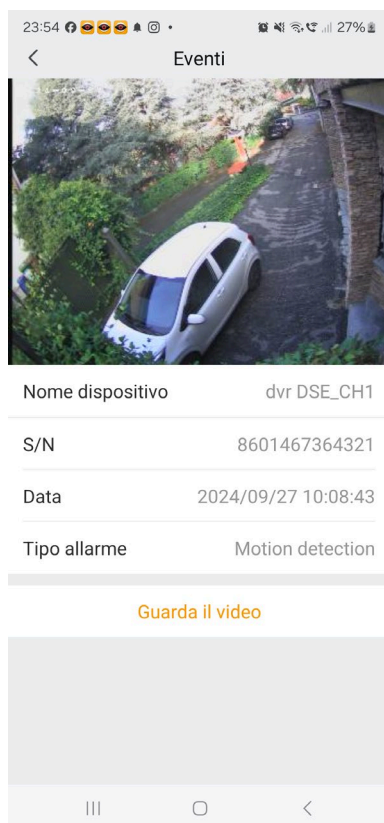 23:54 27%
Eventi
Nome dispositivo dvr DSE_CH1
S/N 8601467364321
Data 2024/09/27 10:08:43
Tipo allarme Motion detection
Guarda il video